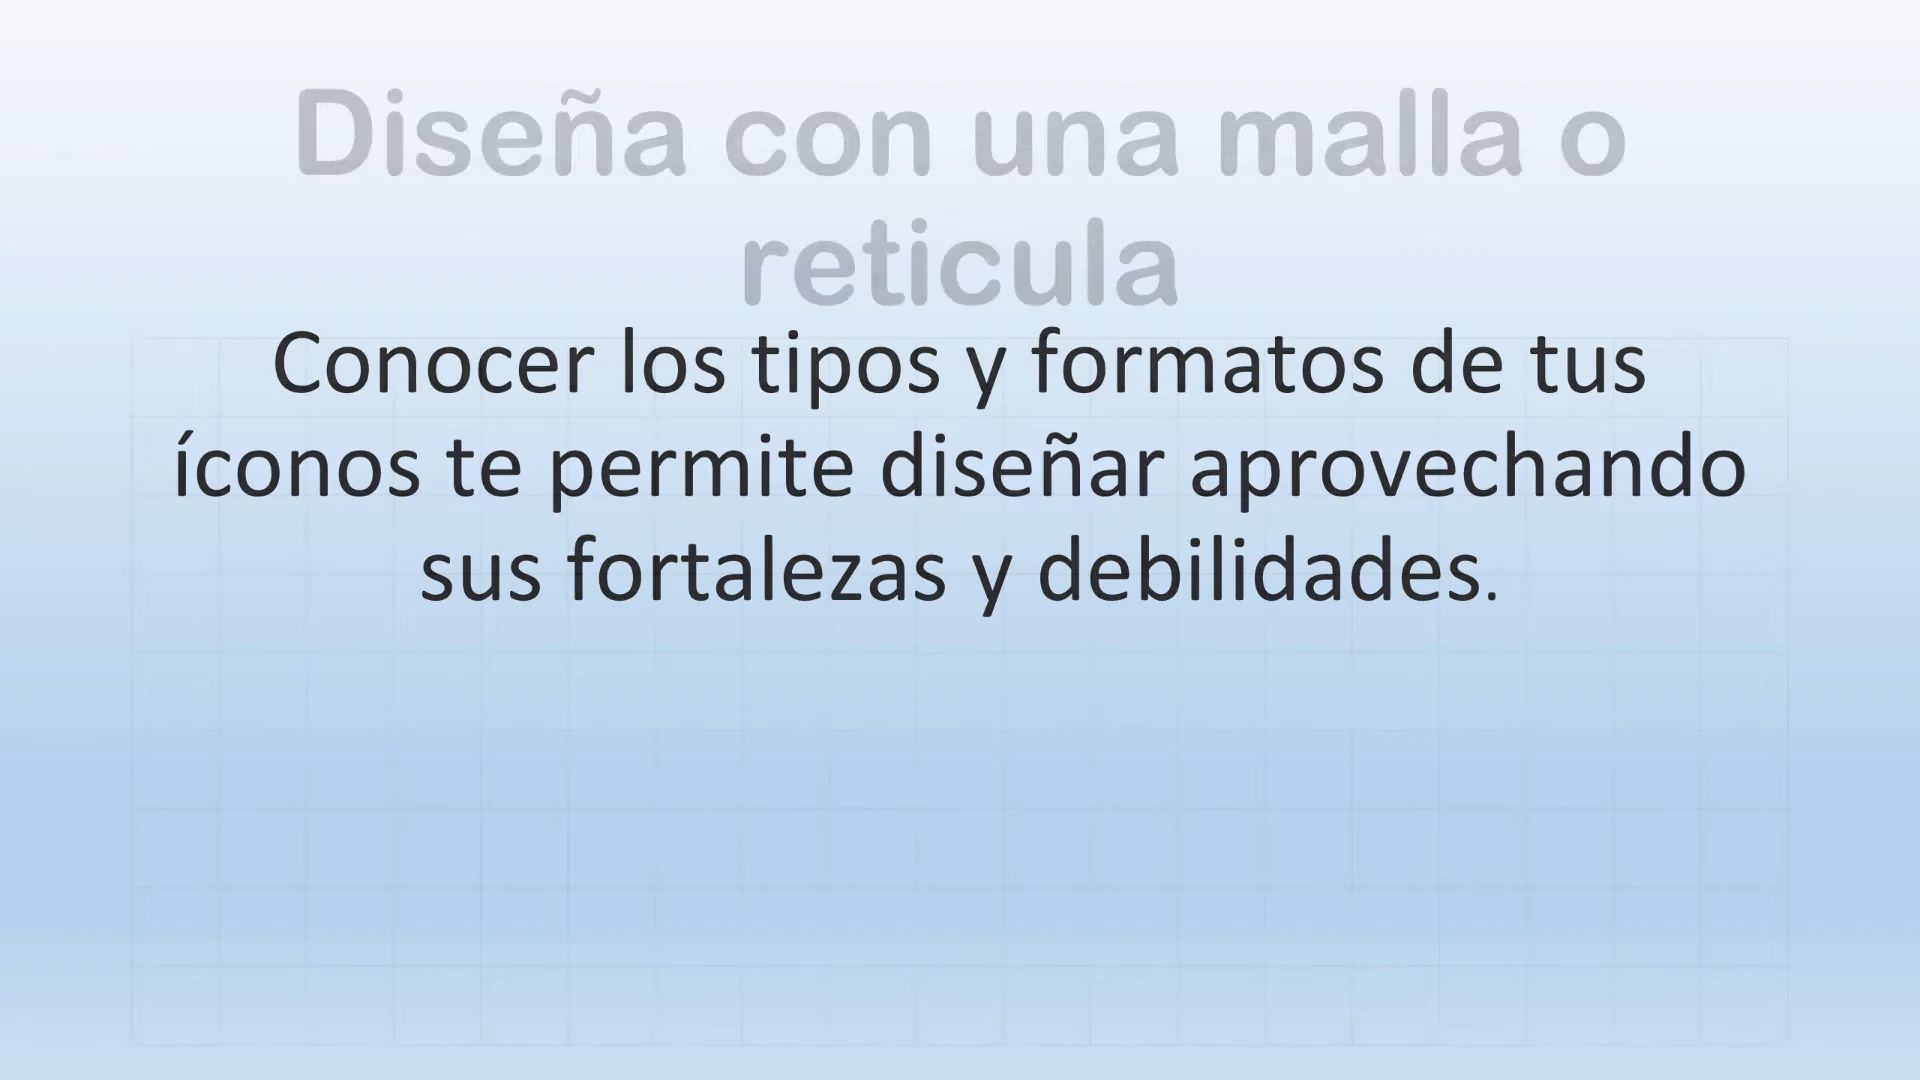 Diseña con una malla o
reticula
Conocer los tipos y formatos de tus
íconos te permite diseñar aprovechando
sus fortalezas y debilidades.